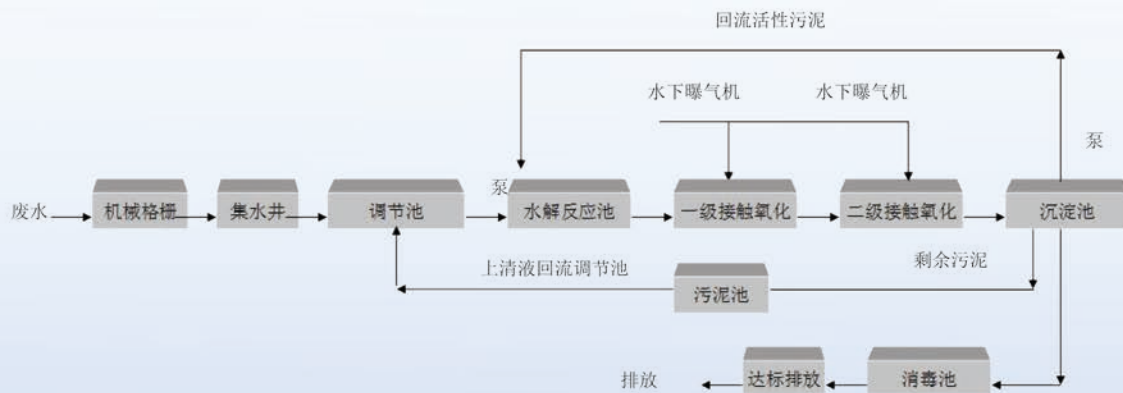 回流活性污泥
水下曝气机
水下曝气机
泵
泵
废水
机械格栅
集水井
调节池
水解反应池
一级接触氧化
二级接触氧化
沉淀池
上清液回流调节池
污泥池
剩余污泥
排放
达标排放
消毒池